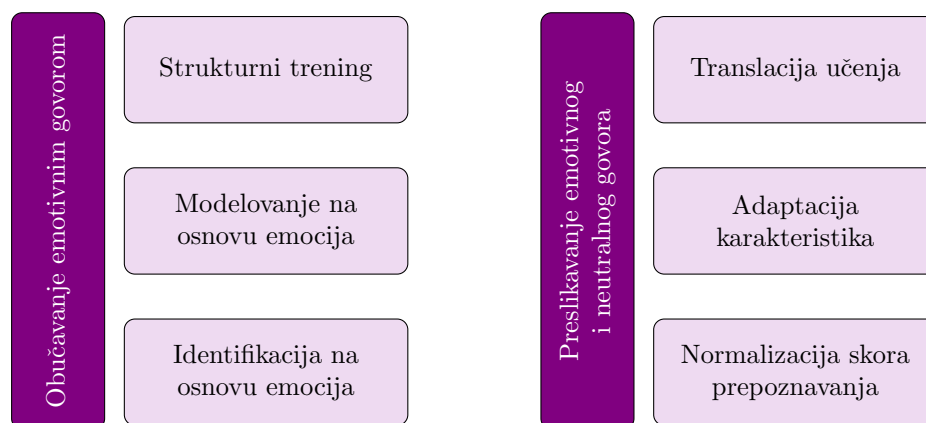 Obučavanje emotivnim govorom
Strukturni trening
Modelovanje na
osnovu emocija
Identifikacija na
osnovu emocija
Preslikavanje emotivnog
i neutralnog govora
Translacija učenja
Adaptacija
karakteristika
Normalizacija skora
prepoznavanja